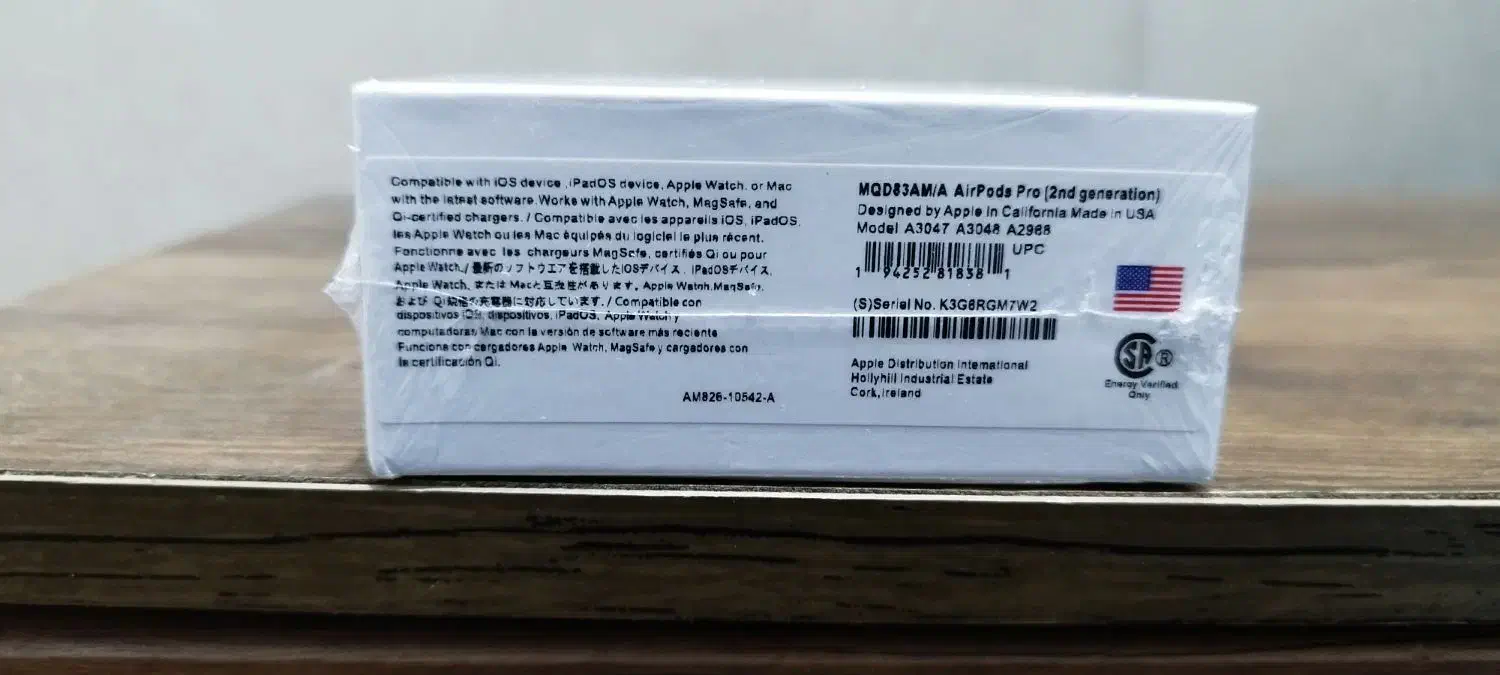 Compatible with iOS device ,iPadOS device, Apple Watch. or Mac
with the latest software.Works with Apple Watch, MagSafe, and
Qi-certified chargers. / Compatible avec les appareils iOS, iPadOS,
les Apple Watch ou les Mac équipés du logiciel le plus récent.
Fonctionne avec les chargeurs MagSafe, certifiés Qi ou pour
Apple Watch./ 最新のソフトウエアを搭載したiOSデバイス、iPadOSデバイス,
Apple Watch, または Macと互換性があります. Apple Watch.MagSafe,
および Qi 規格の充電器に対応しています. / Compatible con
dispositivos iOS, dispositivos, iPadOS, Apple Watch y
computadoras Mac con la versión de software más reciente
Funciona con cargadores Apple Watch, MagSafe y cargadores con
la certificación Qi.
AM826-10542-A
MQD83AM/A AirPods Pro (2nd generation)
Designed by Apple in California Made in USA
Model A3047 A3048 A2968
UPC
1 94252 81838 1
(S)Serial No. K3G6RGM7W2
Apple Distribution International
Hollyhill Industrial Estate
Cork,Ireland
SA ®
Energy Verified
Only